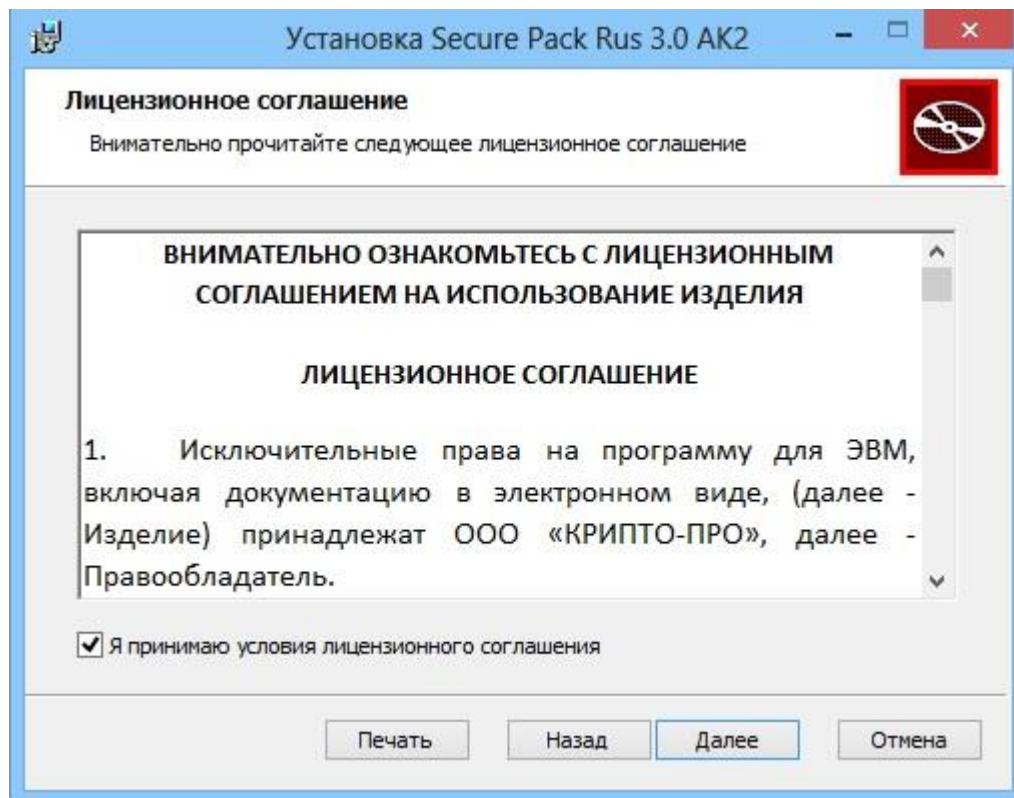 Установка Secure Pack Rus 3.0 АК2
Лицензионное соглашение
Внимательно прочитайте следующее лицензионное соглашение
ВНИМАТЕЛЬНО ОЗНАКОМЬТЕСЬ С ЛИЦЕНЗИОННЫМ
СОГЛАШЕНИЕМ НА ИСПОЛЬЗОВАНИЕ ИЗДЕЛИЯ
ЛИЦЕНЗИОННОЕ СОГЛАШЕНИЕ
1. Исключительные права на программу для ЭВМ,
включая документацию в электронном виде, (далее -
Изделие) принадлежат ООО «КРИПТО-ПРО», далее -
Правообладатель.
Я принимаю условия лицензионного соглашения
Печать Назад Далее Отмена